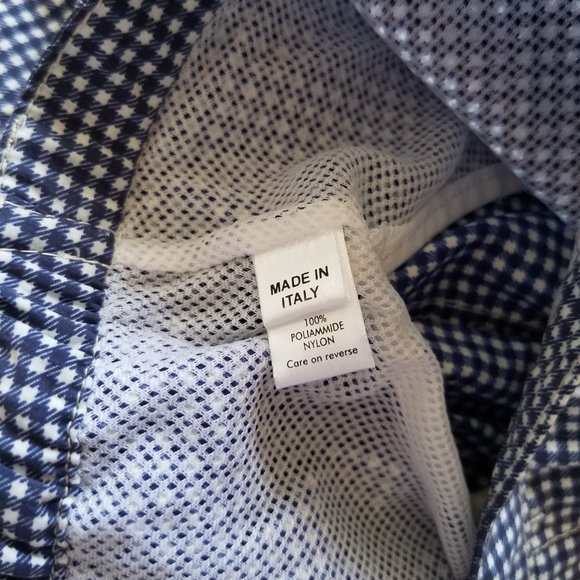 MADE IN
ITALY
100%
POLIAMMIDE
NYLON
Care on reverse